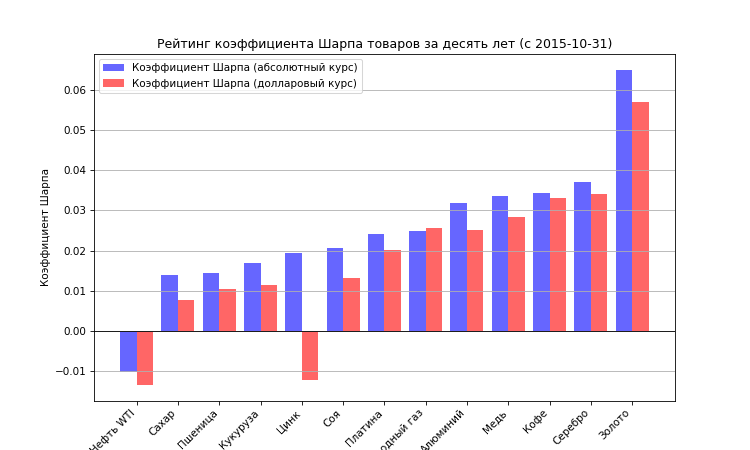 Рейтинг коэффициента Шарпа товаров за десять лет (с 2015-10-31)
Коэффициент Шарпа (абсолютный курс)
Коэффициент Шарпа (долларовый курс)
Коэффициент Шарпа
0.06
0.05
0.04
0.03
0.02
0.01
0.00
−0.01
Нефть WTI
Сахар
Пшеница
Кукуруза
Цинк
Соя
Платина
одный газ
Алюминий
Медь
Кофе
Серебро
Золото